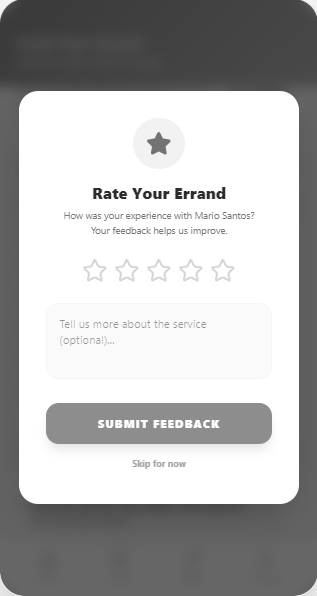 Rate Your Errand
How was your experience with Mario Santos?
Your feedback helps us improve.
Tell us more about the service
(optional)...
SUBMIT FEEDBACK
Skip for now